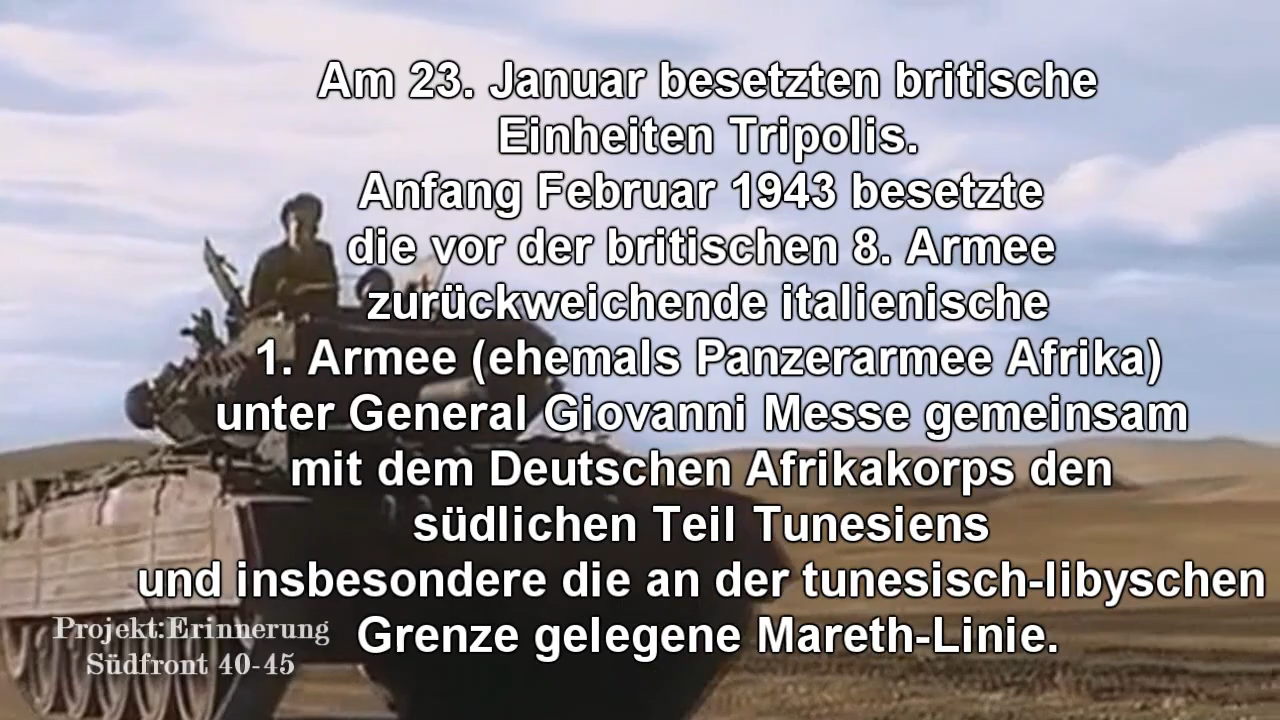 Am 23. Januar besetzten britische
Einheiten Tripolis.
Anfang Februar 1943 besetzte
die vor der britischen 8. Armee
zurückweichende italienische
1. Armee (ehemals Panzerarmee Afrika)
unter General Giovanni Messe gemeinsam
mit dem Deutschen Afrikakorps den
südlichen Teil Tunesiens
und insbesondere die an der tunesisch-libyschen
Grenze gelegene Mareth-Linie.
Projekt:Erinnerung
Südfront 40-45